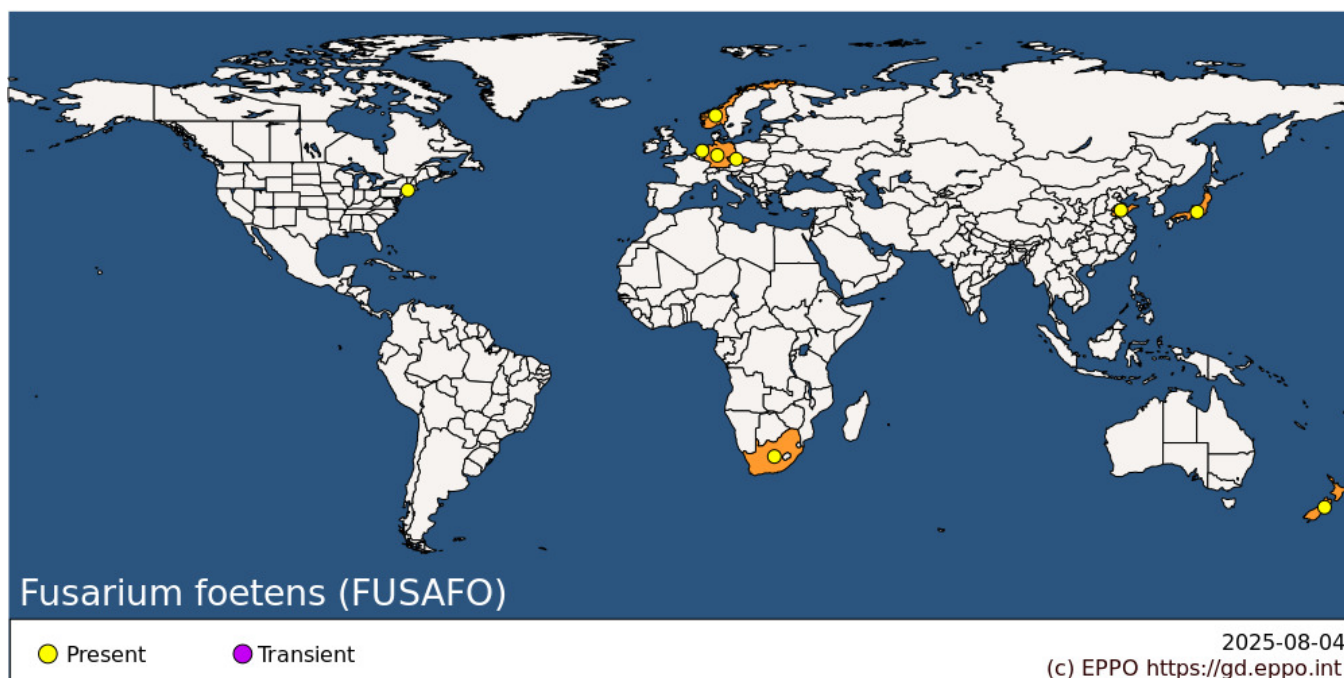 Fusarium foetens (FUSAFO)
Present
Transient
2025-08-04
(c) EPPO https://gd.eppo.int